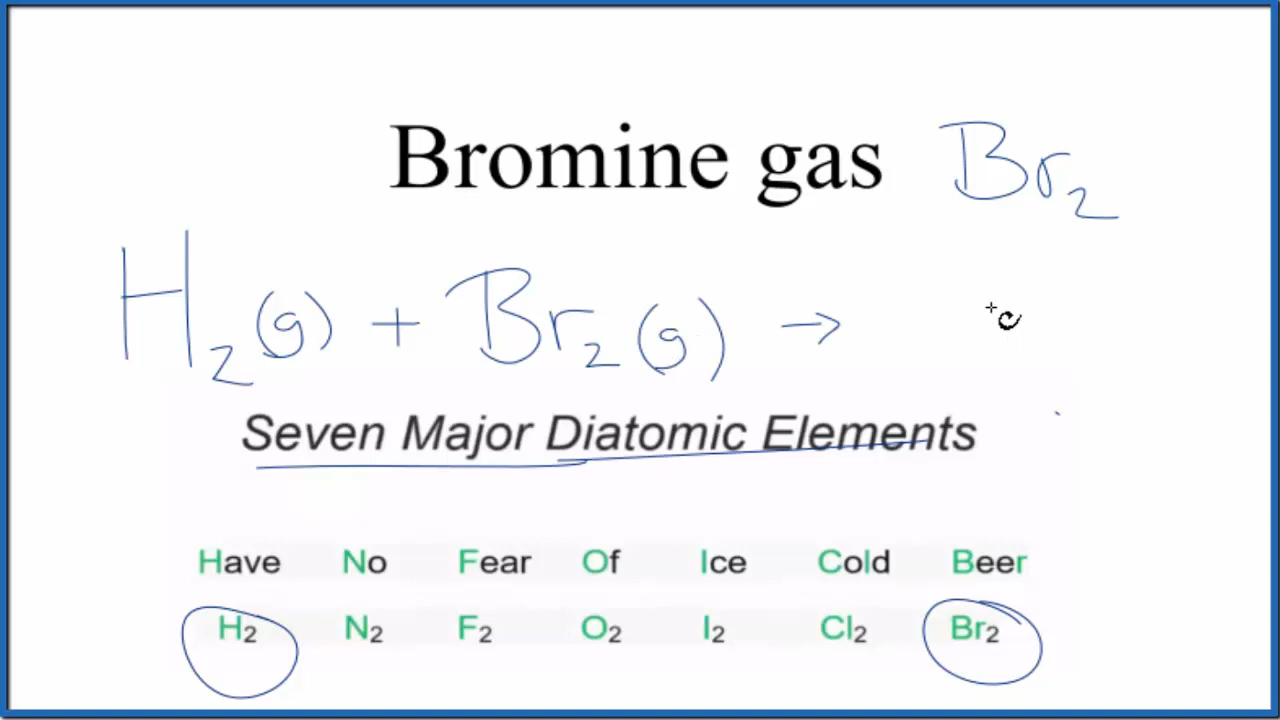 Bromine gas Br₂
H₂(g) + Br₂(g) →
Seven Major Diatomic Elements
Have No Fear Of Ice Cold Beer
H₂ N₂ F₂ O₂ I₂ Cl₂ Br₂